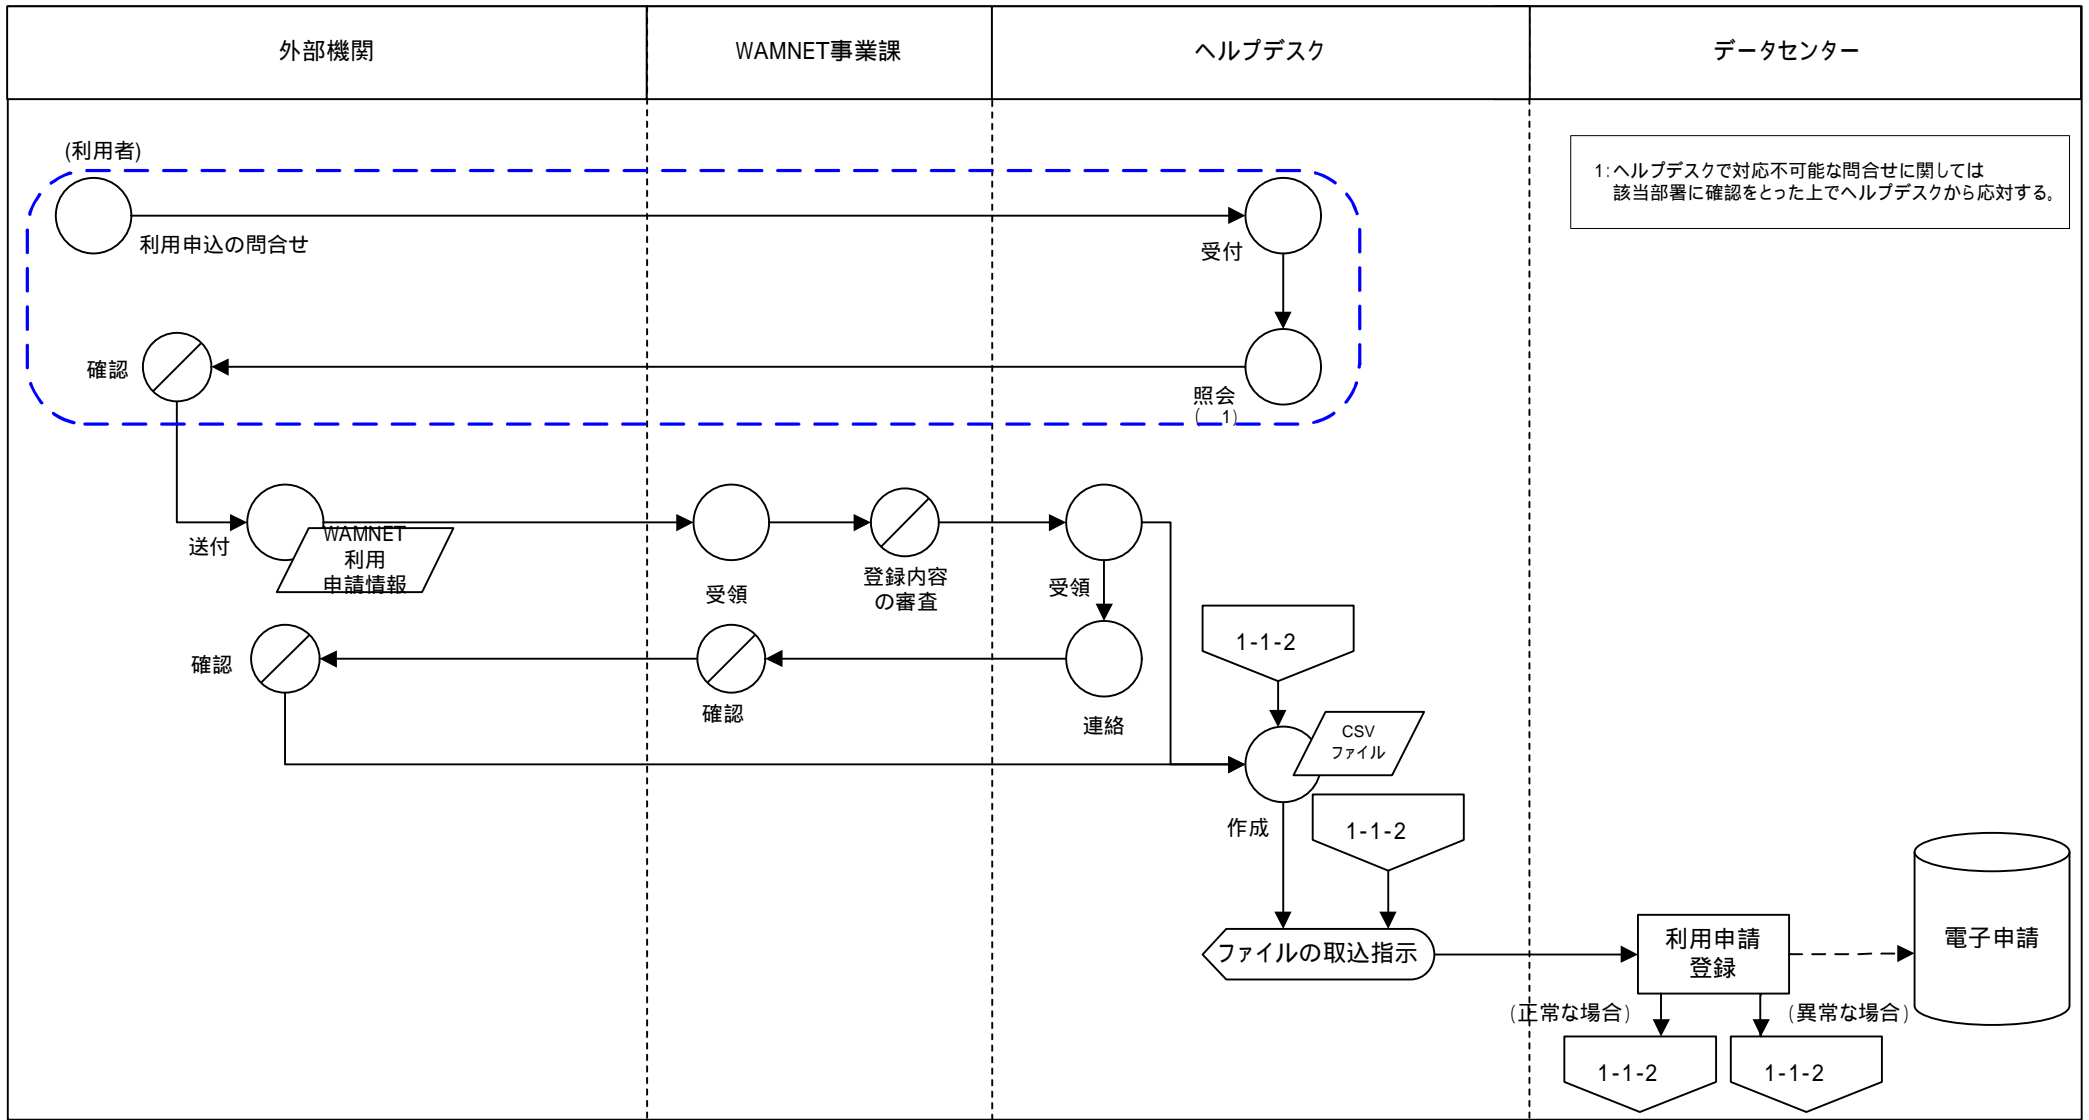 外部機関
WAMNET事業課
ヘルプデスク
データセンター
(利用者)
1:ヘルプデスクで対応不可能な問合せに関しては
該当部署に確認をとった上でヘルプデスクから応対する。
利用申込の問合せ
受付
確認
照会
( 1)
送付
WAMNET
利用
申請情報
受領
登録内容
の審査
受領
1-1-2
確認
確認
連絡
CSV
ファイル
作成
1-1-2
ファイルの取込指示
利用申請
登録
電子申請
(正常な場合)
(異常な場合)
1-1-2
1-1-2